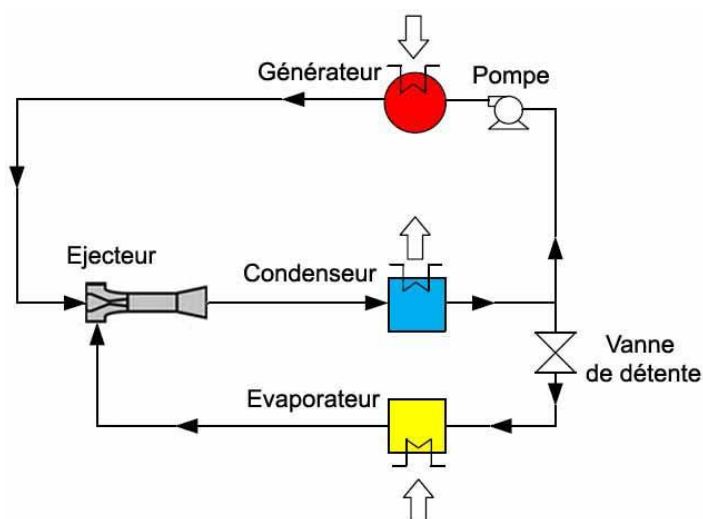 Générateur
Pompe
Ejecteur
Condenseur
Vanne
de détente
Evaporateur